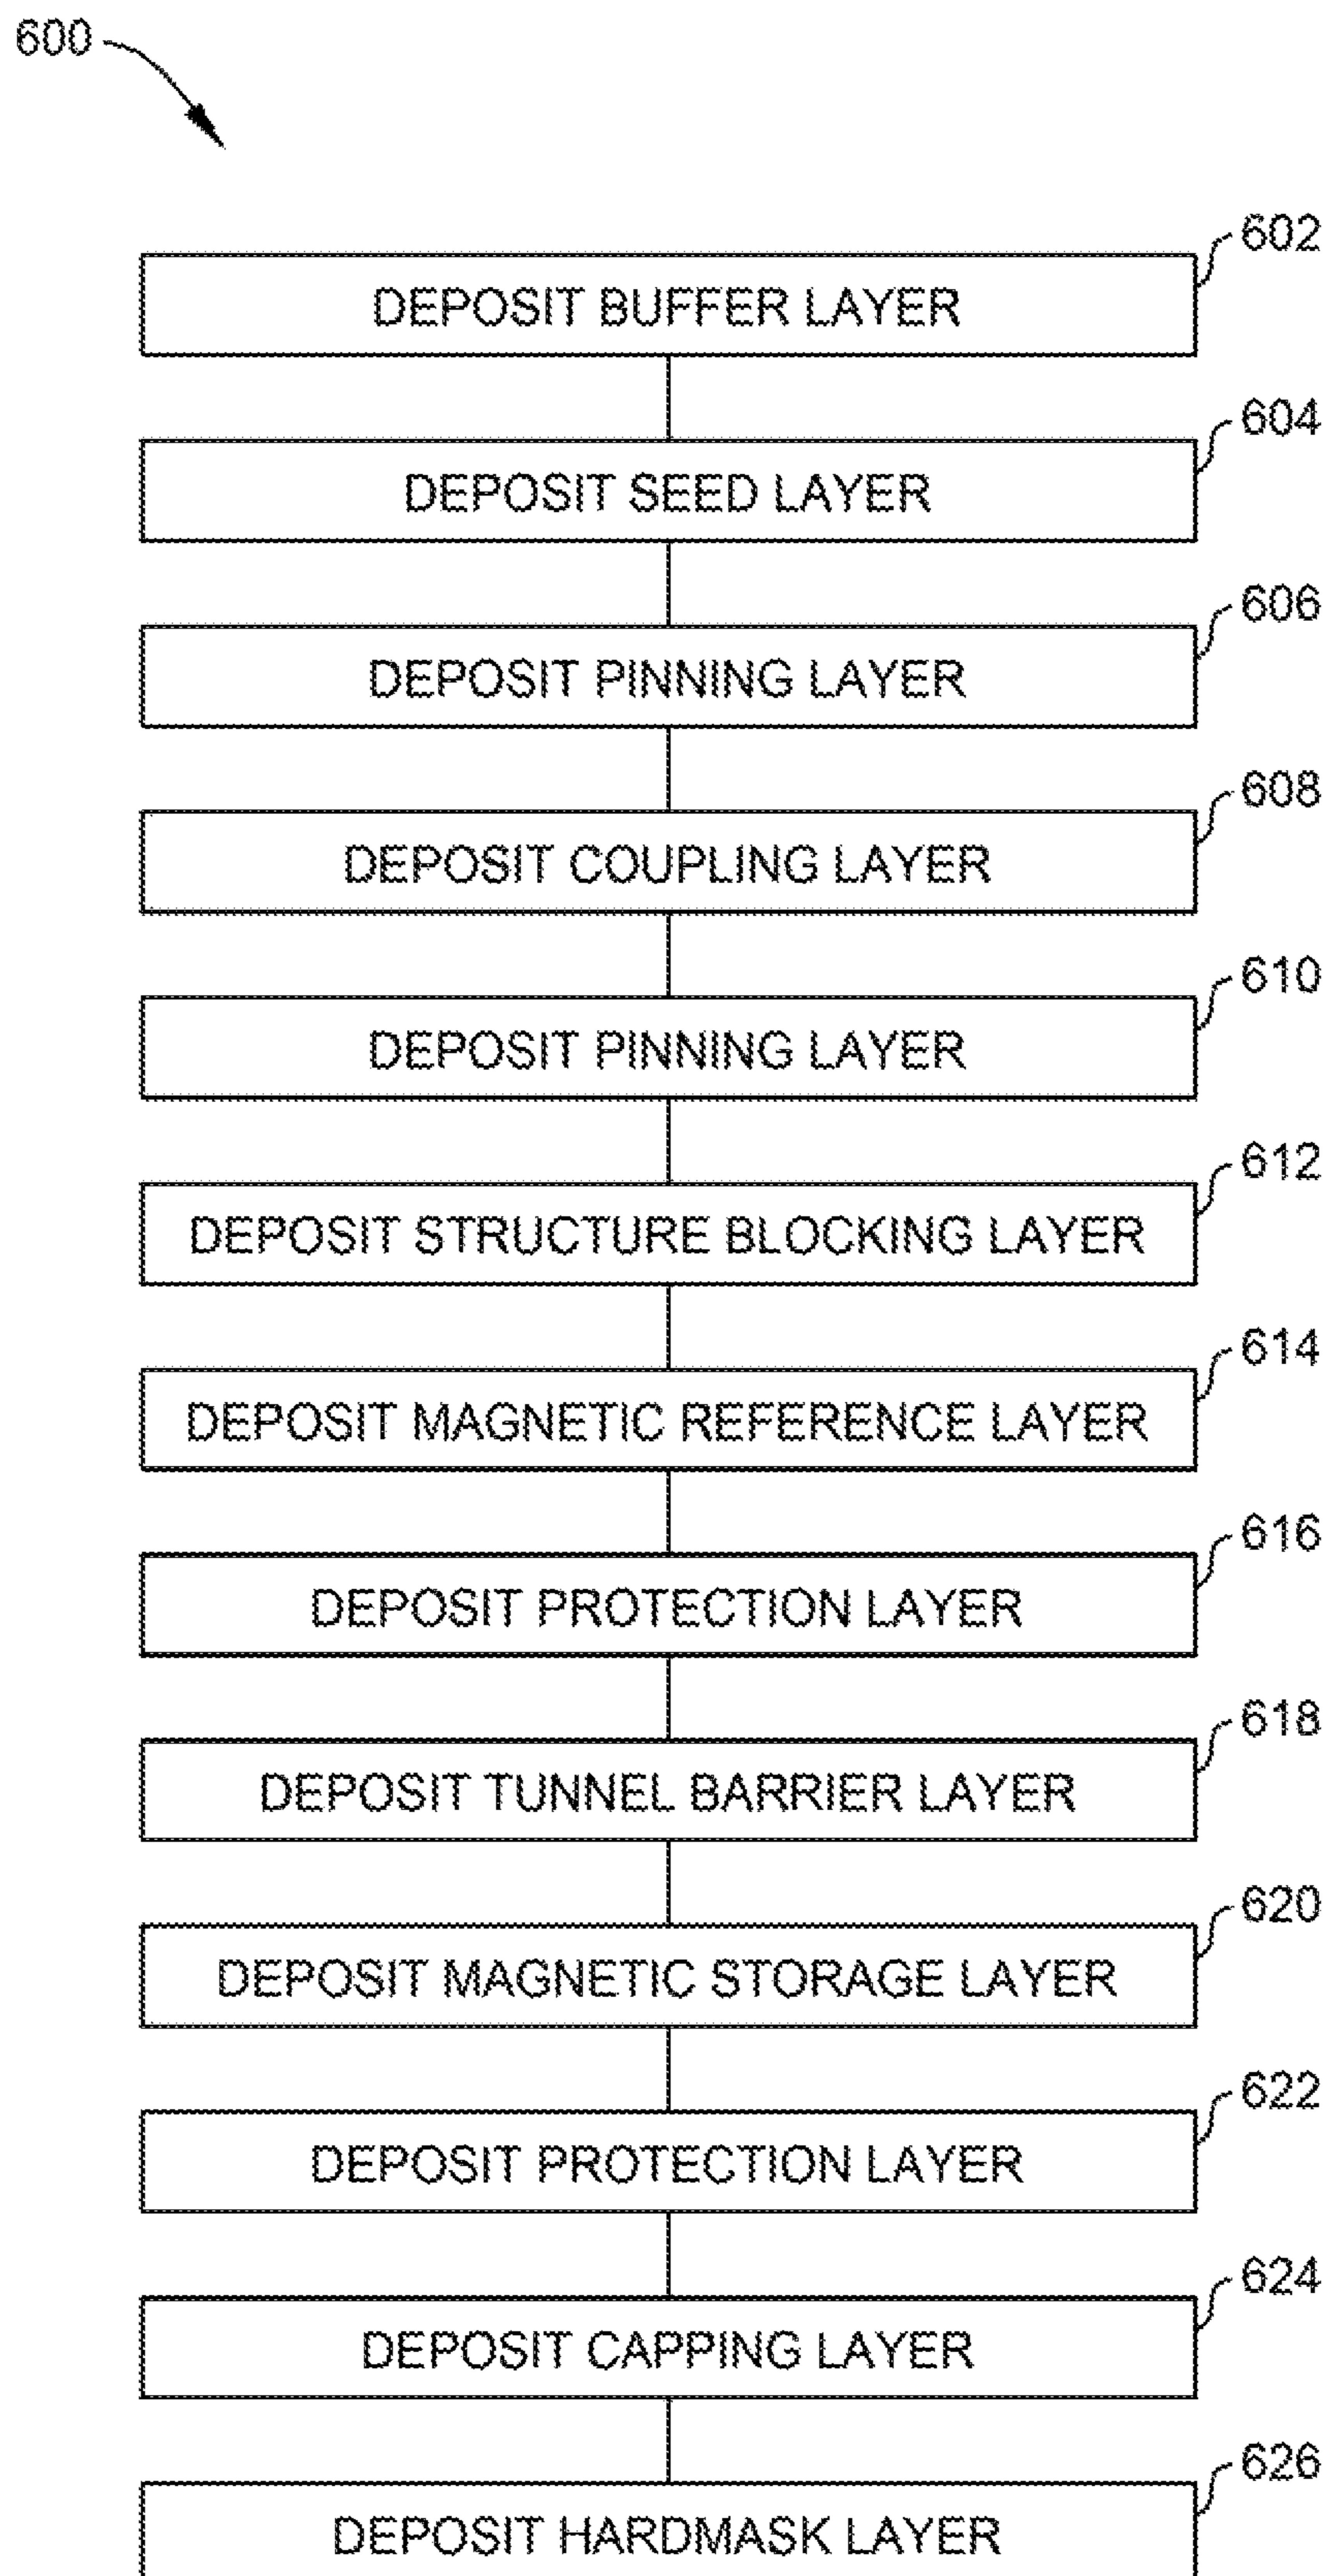 600
602
DEPOSIT BUFFER LAYER
604
DEPOSIT SEED LAYER
606
DEPOSIT PINNING LAYER
608
DEPOSIT COUPLING LAYER
610
DEPOSIT PINNING LAYER
612
DEPOSIT STRUCTURE BLOCKING LAYER
614
DEPOSIT MAGNETIC REFERENCE LAYER
616
DEPOSIT PROTECTION LAYER
618
DEPOSIT TUNNEL BARRIER LAYER
620
DEPOSIT MAGNETIC STORAGE LAYER
622
DEPOSIT PROTECTION LAYER
624
DEPOSIT CAPPING LAYER
626
DEPOSIT HARDMASK LAYER